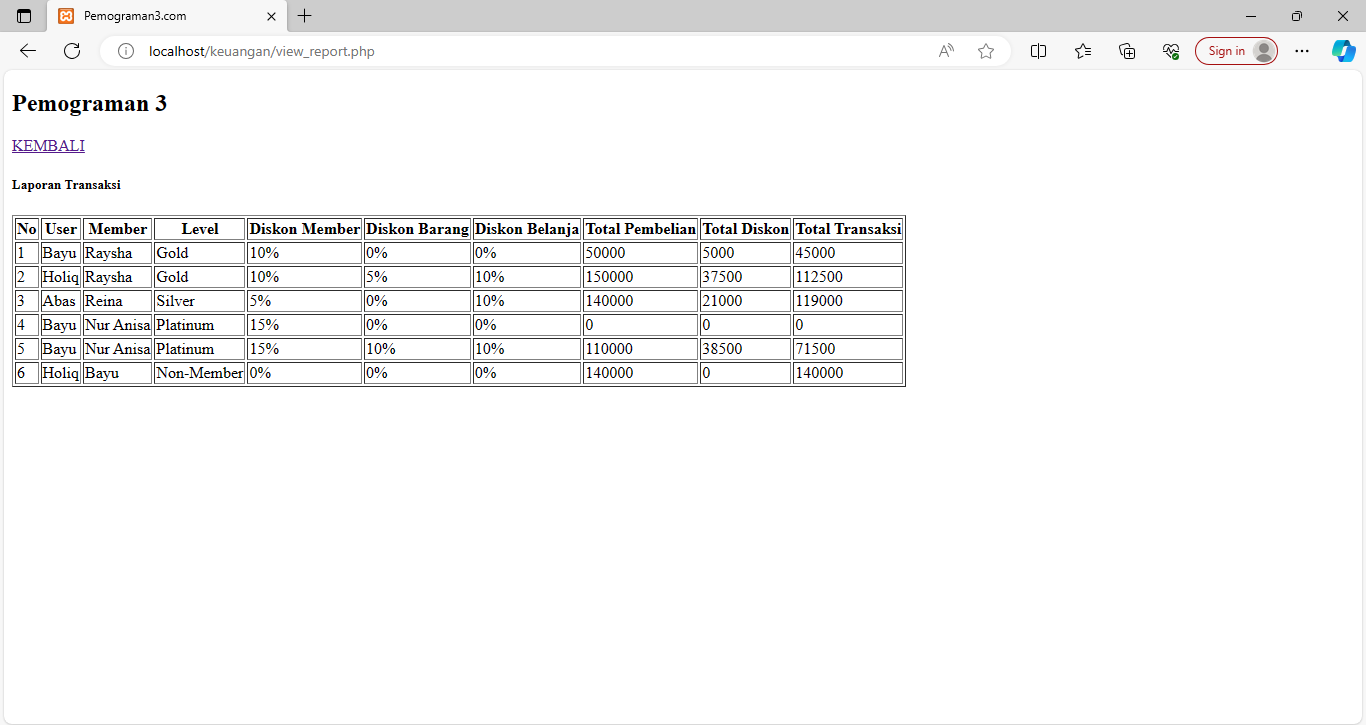 Pemograman3.com
localhost/keuangan/view_report.php
Sign in
Pemograman 3
KEMBALI
Laporan Transaksi
No User Member Level Diskon Member Diskon Barang Diskon Belanja Total Pembelian Total Diskon Total Transaksi
1 Bayu Raysha Gold 10% 0% 0% 50000 5000 45000
2 Holiq Raysha Gold 10% 5% 10% 150000 37500 112500
3 Abas Reina Silver 5% 0% 10% 140000 21000 119000
4 Bayu Nur Anisa Platinum 15% 0% 0% 0 0 0
5 Bayu Nur Anisa Platinum 15% 10% 10% 110000 38500 71500
6 Holiq Bayu Non-Member 0% 0% 0% 140000 0 140000